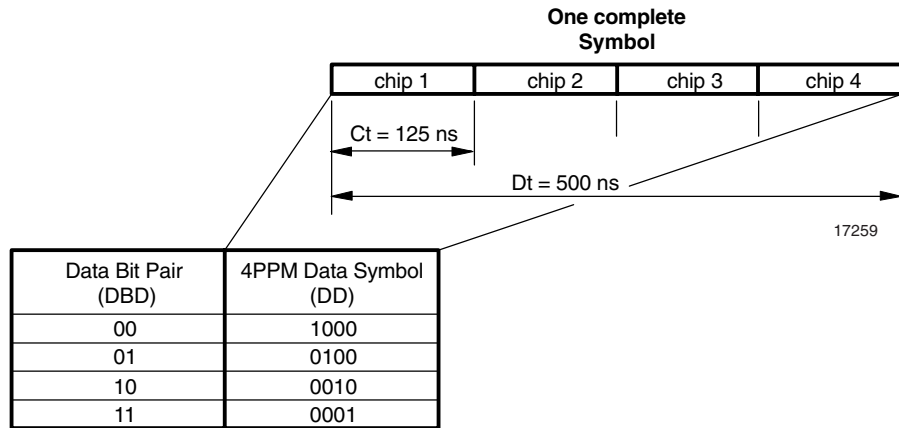 One complete
Symbol
chip 1 chip 2 chip 3 chip 4
Ct = 125 ns
Dt = 500 ns
17259
Data Bit Pair 4PPM Data Symbol
(DBD) (DD)
00 1000
01 0100
10 0010
11 0001